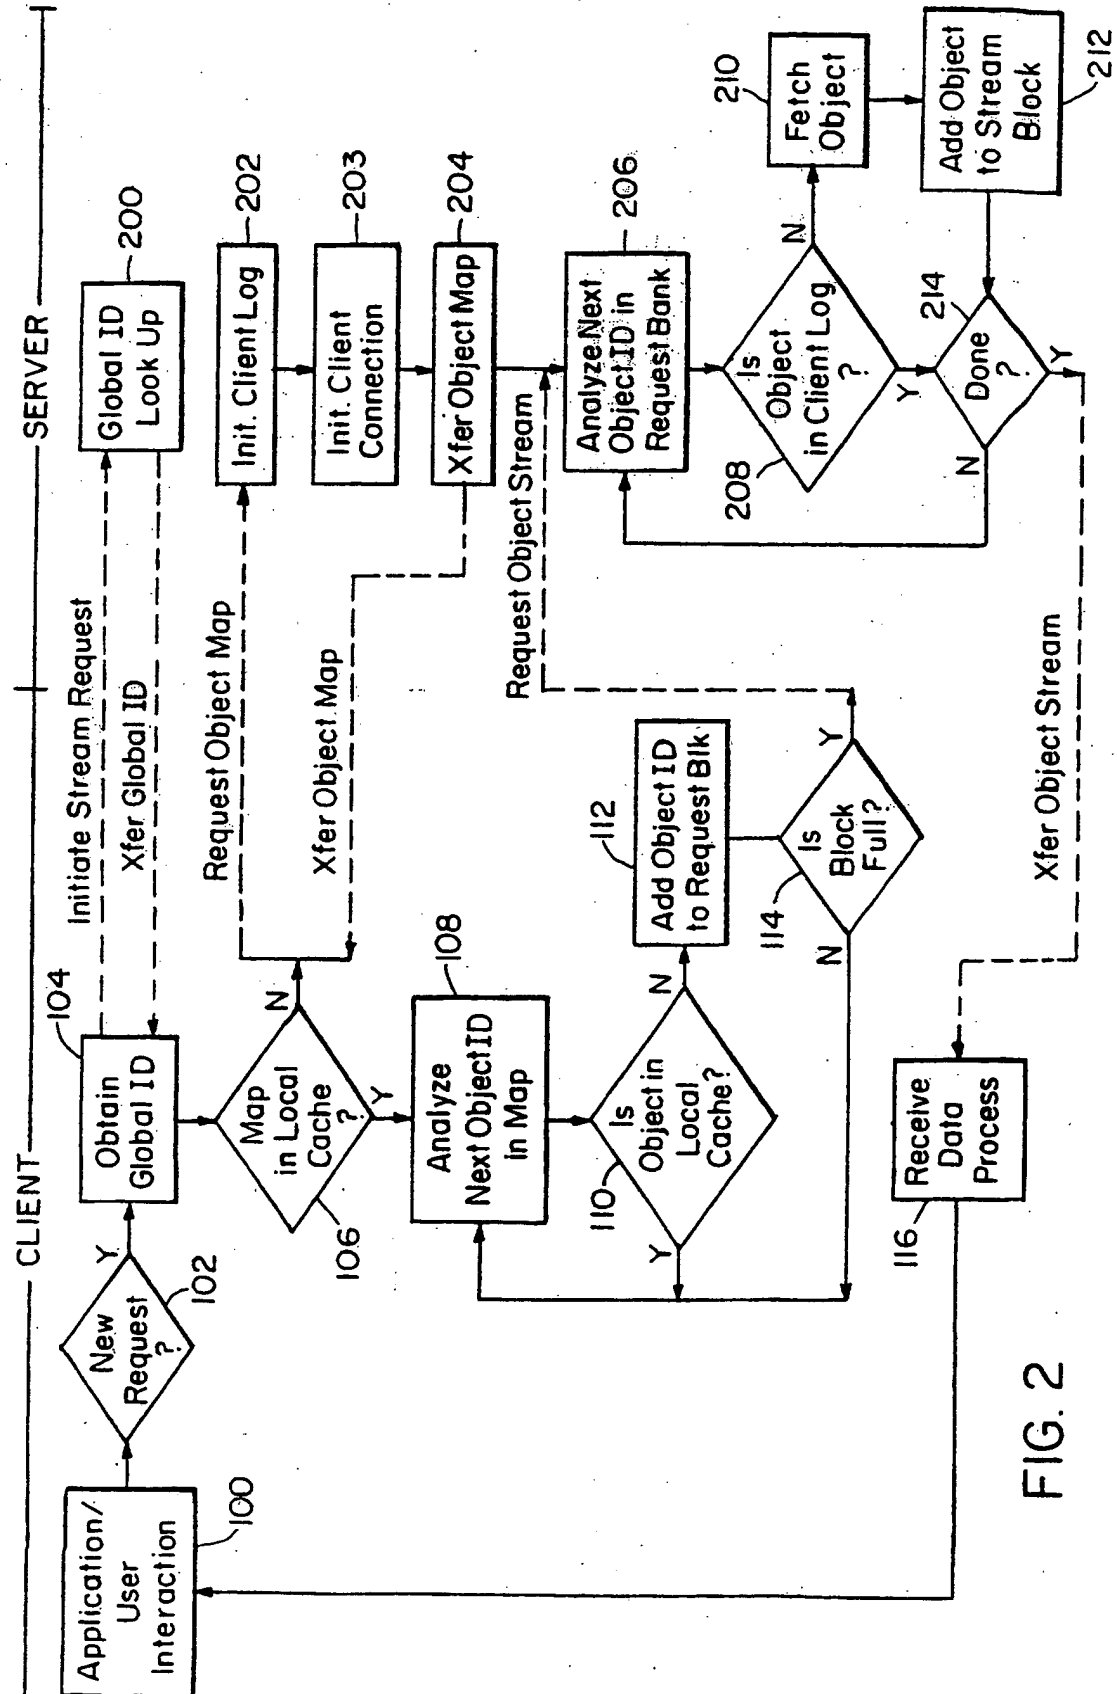 CLIENT
SERVER
Application/
User
Interaction
100
New
Request
?
102
Y
Obtain
Global ID
104
Initiate Stream Request
Xfer Global ID
Global ID
Look Up
200
Map
in Local
Cache
?
106
N
Y
Request Object Map
Xfer Object Map
Init. Client Log
202
Init. Client
Connection
203
Xfer Object Map
204
Analyze
Next Object ID
in Map
108
Is
Object in
Local
Cache?
110
Y
N
Add Object ID
to Request Blk
112
Is
Block
Full?
114
N
Y
Request Object Stream
Analyze Next
Object ID in
Request Bank
206
Is
Object
in Client Log
?
208
N
Y
Fetch
Object
210
Add Object
to Stream
Block
212
Done
?
214
N
Y
Xfer Object Stream
Receive
Data
Process
116
FIG. 2